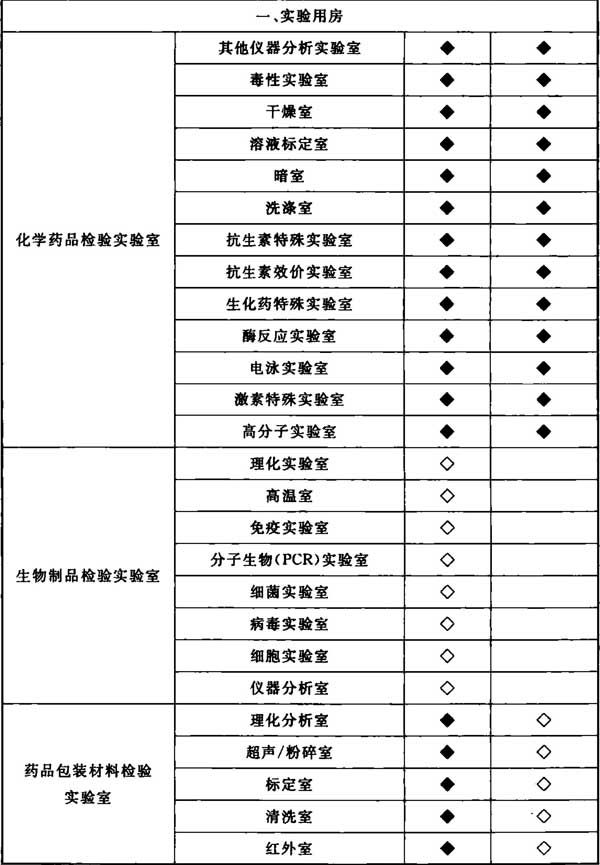 一、实验用房
其他仪器分析实验室 ◆ ◆
毒性实验室 ◆ ◆
干燥室 ◆ ◆
溶液标定室 ◆ ◆
暗室 ◆ ◆
洗涤室 ◆ ◆
化学药品检验实验室 抗生素特殊实验室 ◆ ◆
抗生素效价实验室 ◆ ◆
生化药特殊实验室 ◆ ◆
酶反应实验室 ◆ ◆
电泳实验室 ◆ ◆
激素特殊实验室 ◆ ◆
高分子实验室 ◆ ◆
理化实验室 ◇
高温室 ◇
免疫实验室 ◇
生物制品检验实验室 分子生物(PCR)实验室 ◇
细菌实验室 ◇
病毒实验室 ◇
细胞实验室 ◇
仪器分析室 ◇
理化分析室 ◆ ◇
超声/粉碎室 ◆ ◇
药品包装材料检验
实验室 标定室 ◆ ◇
清洗室 ◆ ◇
红外室 ◆ ◇